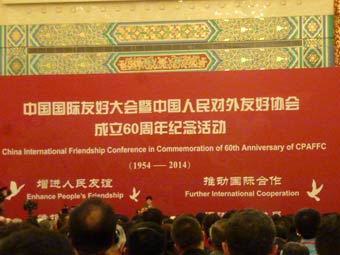 中国国际友好大会暨中国人民对外友好协会
成立60周年纪念活动
China International Friendship Conference in Commemoration of 60th Anniversary of CPAFFC
(1954 — 2014)
增进人民友谊
推动国际合作
Enhance People's Friendship
Further International Cooperation